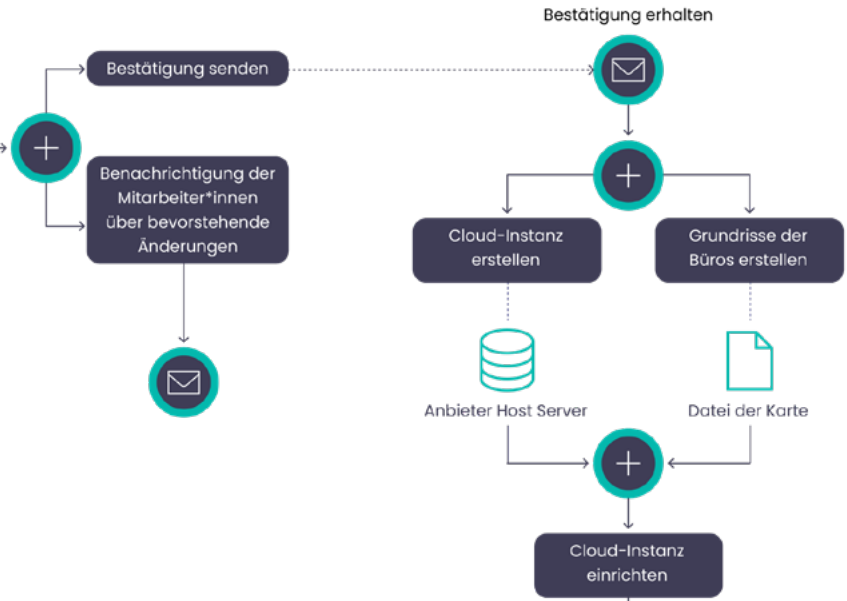 Bestätigung erhalten
Bestätigung senden
Benachrichtigung der
Mitarbeiter*innen
über bevorstehende
Änderungen
Cloud-Instanz
erstellen
Grundrisse der
Büros erstellen
Anbieter Host Server
Datei der Karte
Cloud-Instanz
einrichten